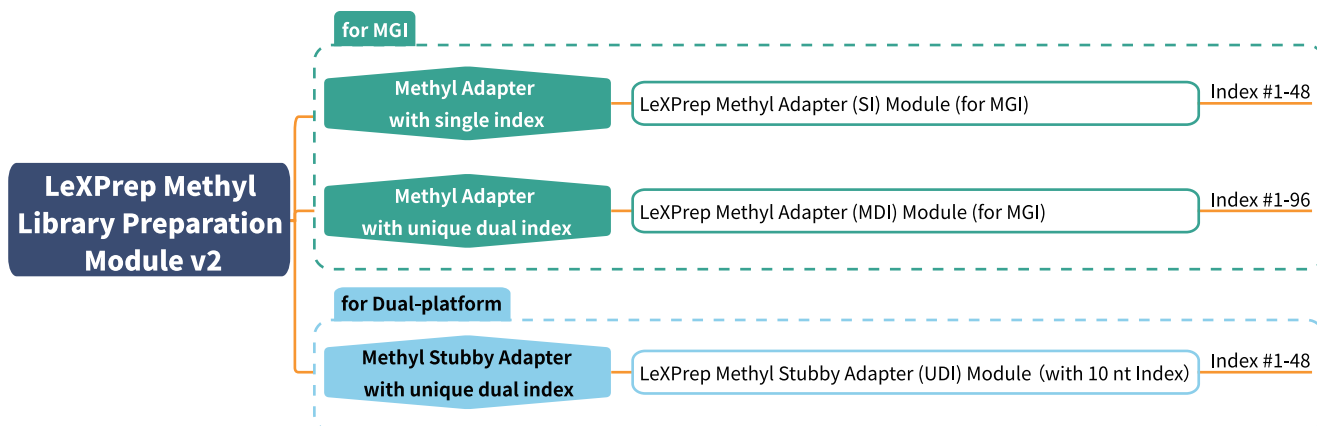 for MGI
Methyl Adapter
with single index
LeXPrep Methyl Adapter (SI) Module (for MGI)
Index #1-48
LeXPrep Methyl
Library Preparation
Module v2
Methyl Adapter
with unique dual index
LeXPrep Methyl Adapter (MDI) Module (for MGI)
Index #1-96
for Dual-platform
Methyl Stubby Adapter
with unique dual index
LeXPrep Methyl Stubby Adapter (UDI) Module（with 10 nt Index）
Index #1-48